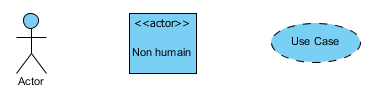 <<actor>>
Non humain
Use Case
Actor